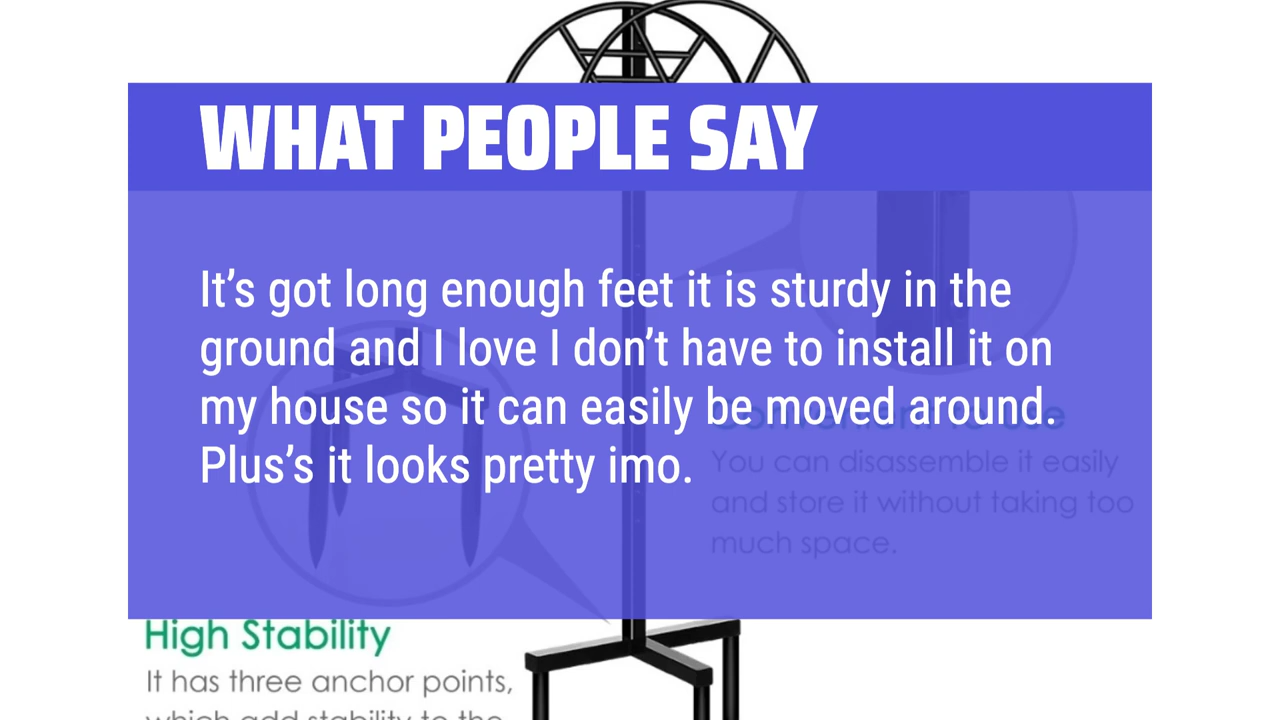 WHAT PEOPLE SAY
It’s got long enough feet it is sturdy in the
ground and I love I don’t have to install it on
my house so it can easily be moved around.
Plus’s it looks pretty imo.
Convenient to Use
You can disassemble it easily
and store it without taking too
much space.
High Stability
It has three anchor points,
which add stability to the